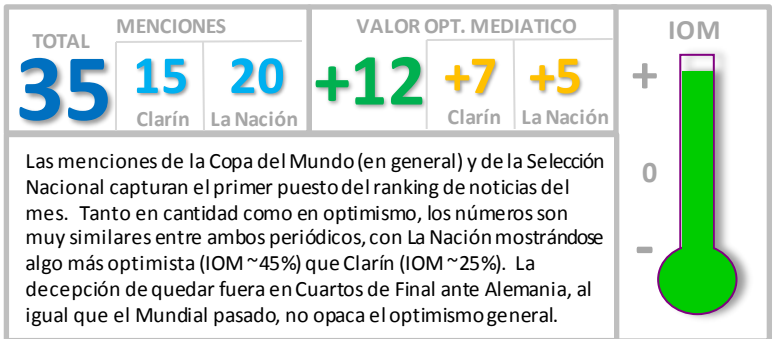 MENCIONES
VALOR OPT. MEDIATICO
IOM
TOTAL
35
15
20
+12
+7
+5
Clarín
La Nación
Clarín
La Nación
+
0
-
Las menciones de la Copa del Mundo (en general) y de la Selección
Nacional capturan el primer puesto del ranking de noticias del
mes. Tanto en cantidad como en optimismo, los números son
muy similares entre ambos periódicos, con La Nación mostrándose
algo más optimista (IOM ~45%) que Clarín (IOM ~25%). La
decepción de quedar fuera en Cuartos de Final ante Alemania, al
igual que el Mundial pasado, no opaca el optimismo general.